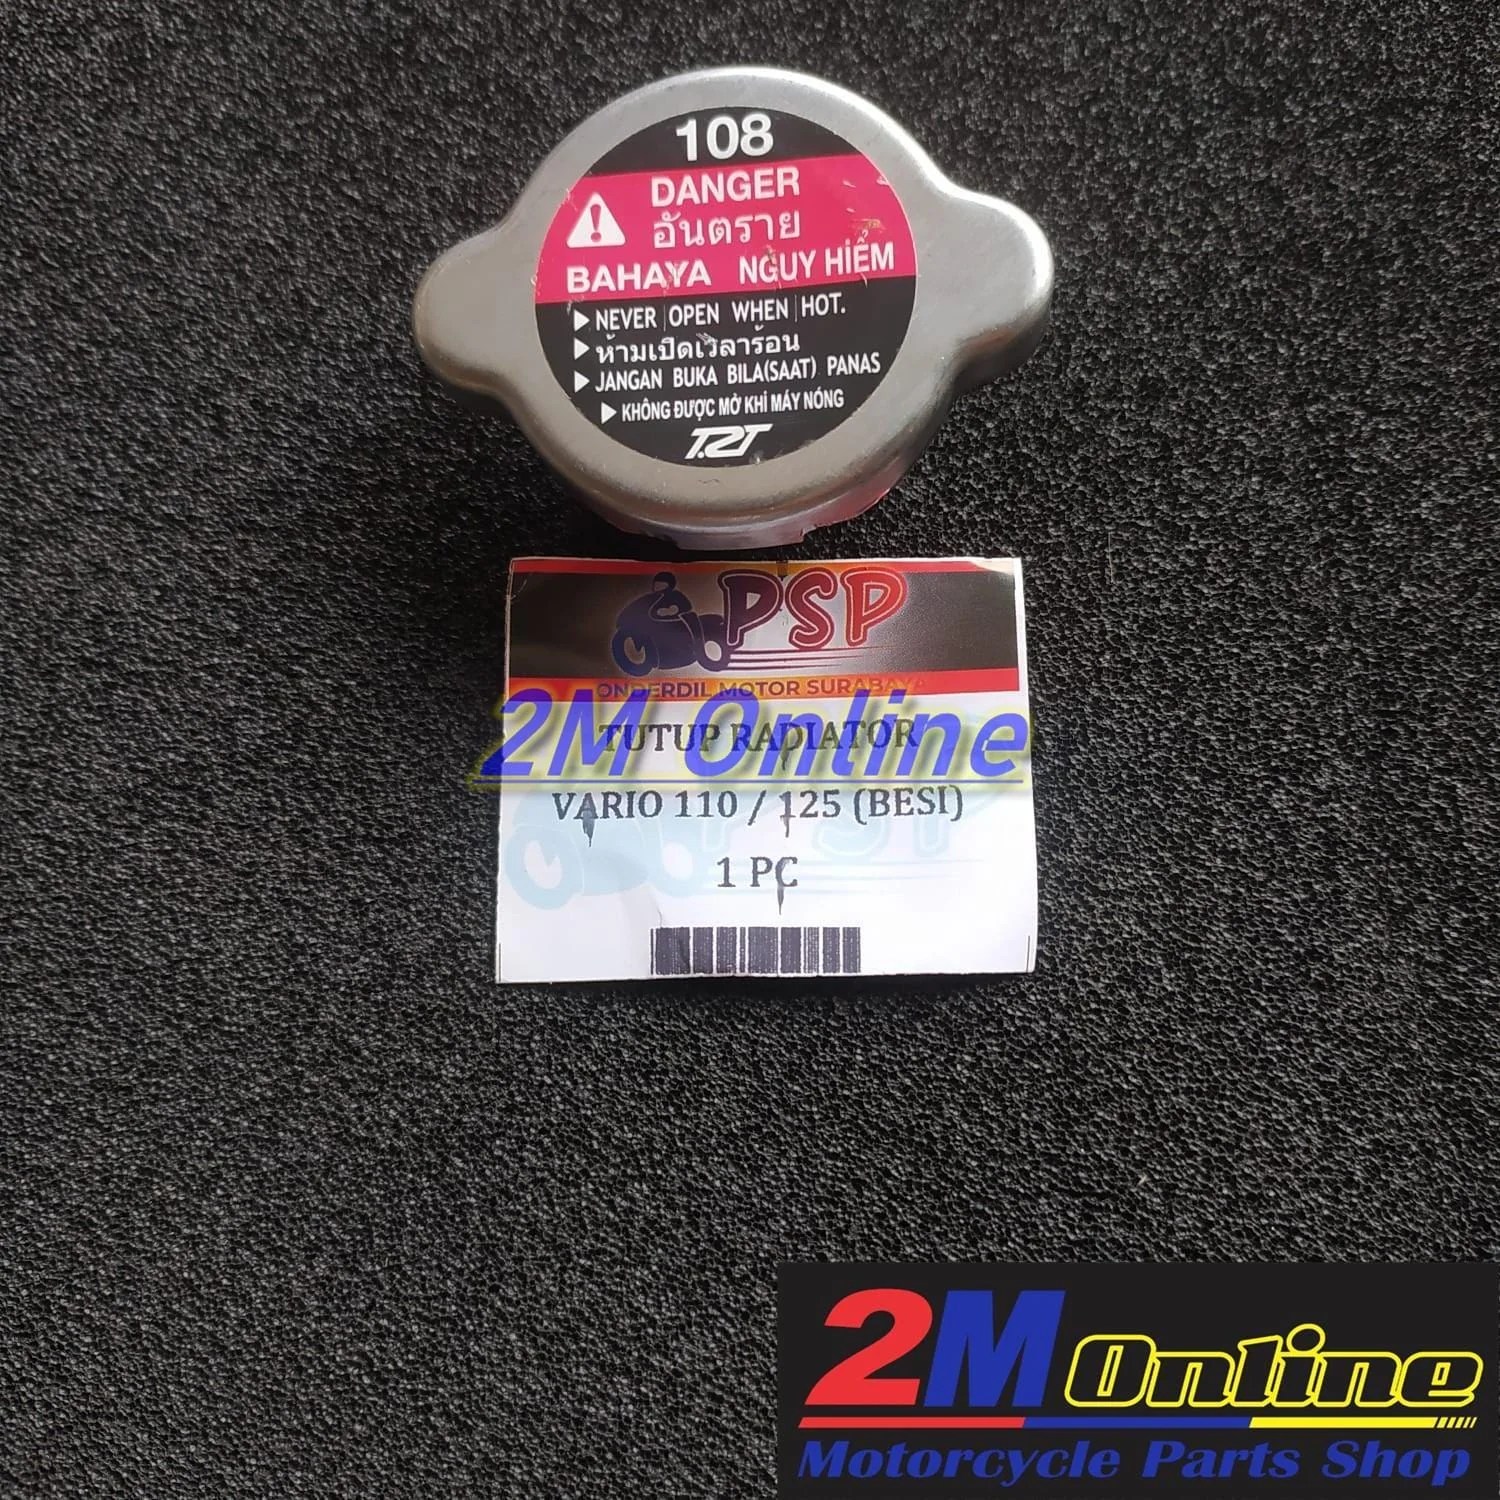 108
DANGER
อันตราย
BAHAYA NGUY HIỂM
NEVER OPEN WHEN HOT.
ห้ามเปิดเวลาร้อน
JANGAN BUKA BILA(SAAT) PANAS
KHÔNG ĐƯỢC MỞ KHI MÁY NÓNG
PSP
ONDERDIL MOTOR SURABAYA
2M Online
TUTUP RADIATOR
VARIO 110 / 125 (BESI)
1 PC
2M Online
Motorcycle Parts Shop